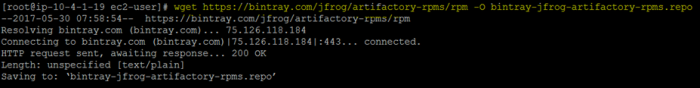 [root@ip-10-4-1-19 ec2-user]# wget https://bintray.com/jfrog/artifactory-rpms/rpm -O bintray-jfrog-artifactory-rpms.repo
--2017-05-30 07:58:54--  https://bintray.com/jfrog/artifactory-rpms/rpm
Resolving bintray.com (bintray.com)... 75.126.118.184
Connecting to bintray.com (bintray.com)|75.126.118.184|:443... connected.
HTTP request sent, awaiting response... 200 OK
Length: unspecified [text/plain]
Saving to: ‘bintray-jfrog-artifactory-rpms.repo’